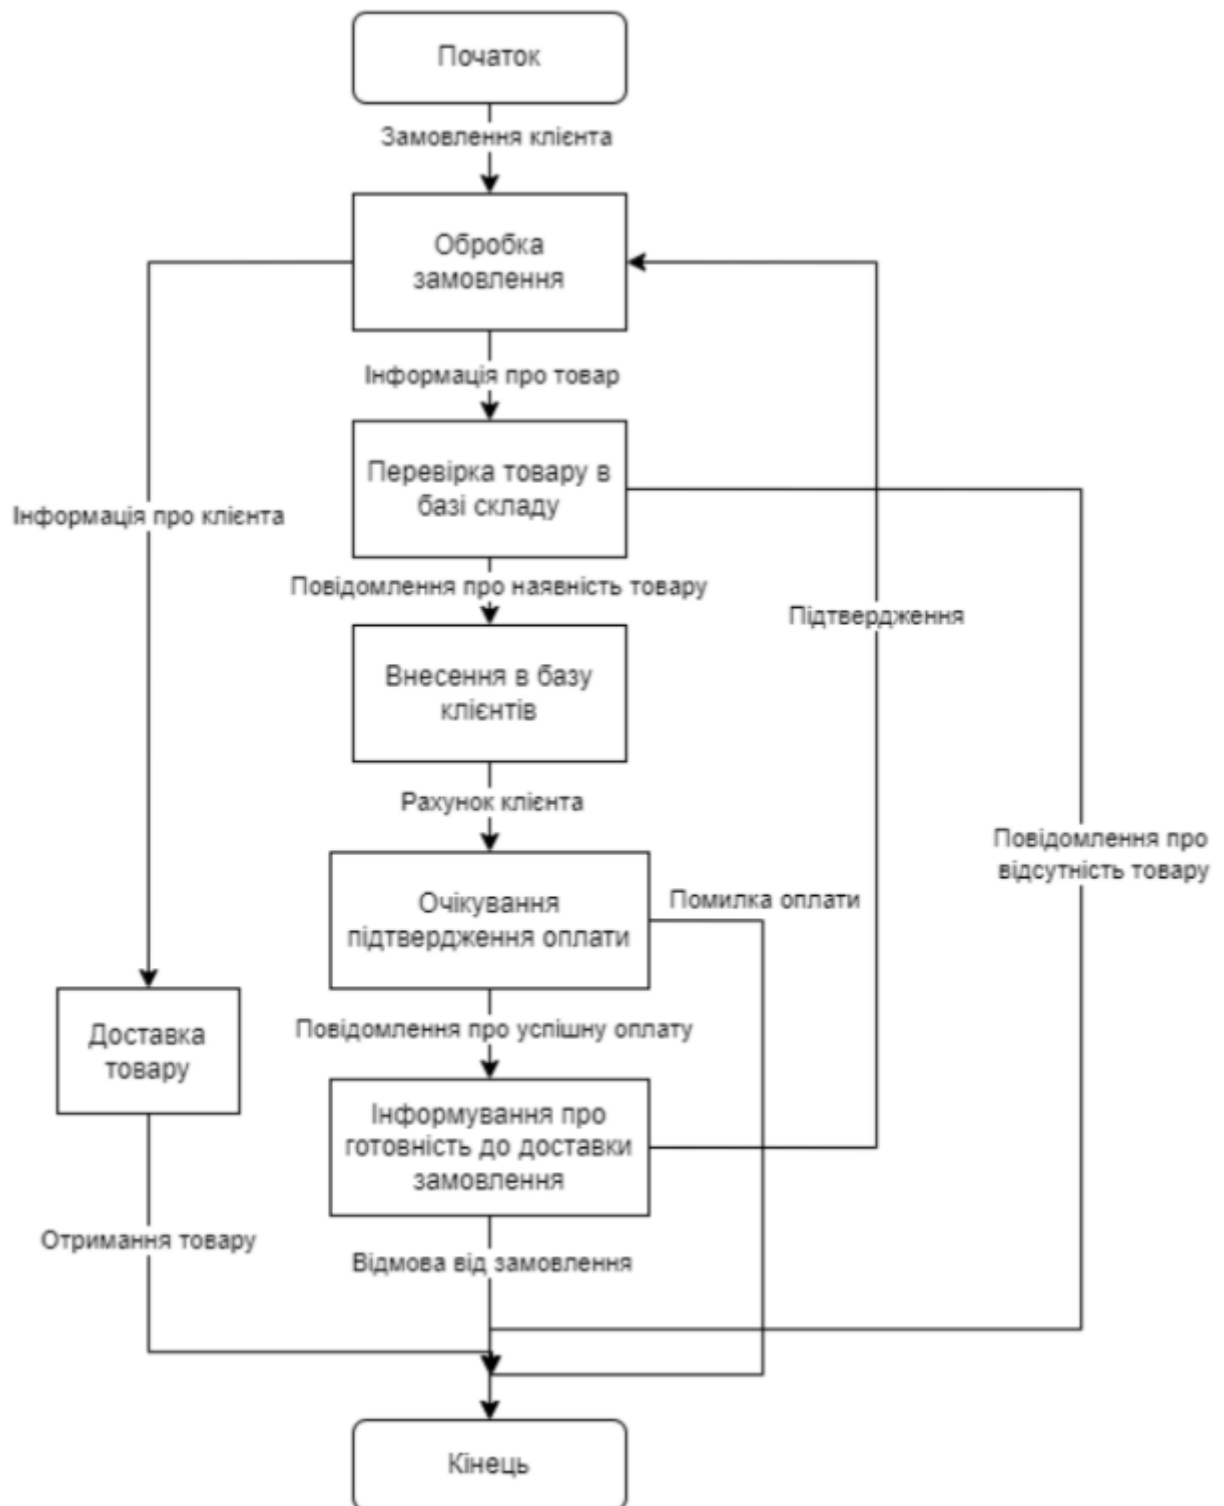 Початок
Замовлення клієнта
Обробка
замовлення
Інформація про товар
Перевірка товару в
базі складу
Інформація про клієнта
Повідомлення про наявність товару
Підтвердження
Внесення в базу
клієнтів
Рахунок клієнта
Повідомлення про
відсутність товару
Очікування
підтвердження оплати
Помилка оплати
Доставка
товару
Повідомлення про успішну оплату
Інформування про
готовність до доставки
замовлення
Отримання товару
Відмова від замовлення
Кінець